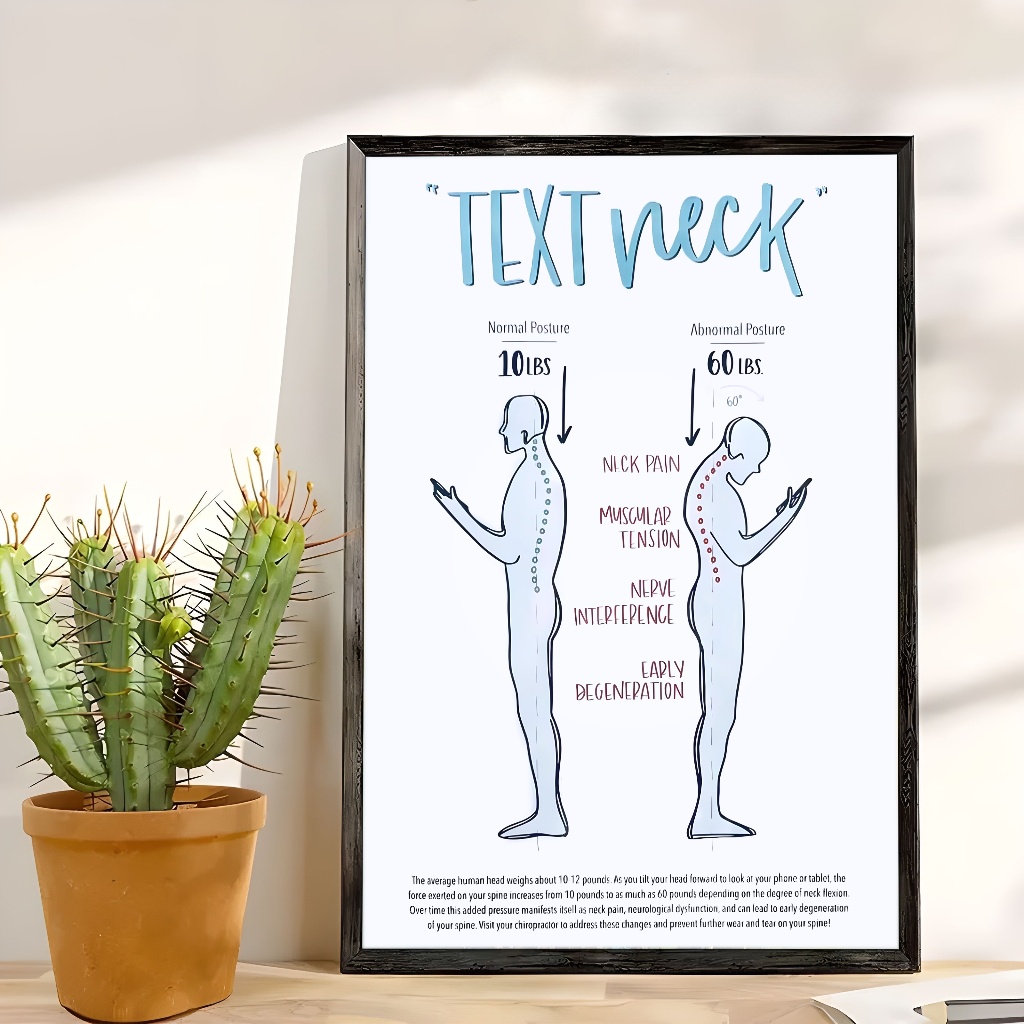 "TEXT neck"
Normal Posture
10 LBS
Abnormal Posture
60 LBS.
60°
NECK PAIN
MUSCULAR
TENSION
NERVE
INTERFERENCE
EARLY
DEGENERATION
The average human head weighs about 10-12 pounds. As you tilt your head forward to look at your phone or tablet, the
force exerted on your spine increases from 10 pounds to as much as 60 pounds depending on the degree of neck flexion.
Over time this added pressure manifests itself as neck pain, neurological dysfunction, and can lead to early degeneration
of your spine. Visit your chiropractor to address these changes and prevent further wear and tear on your spine!